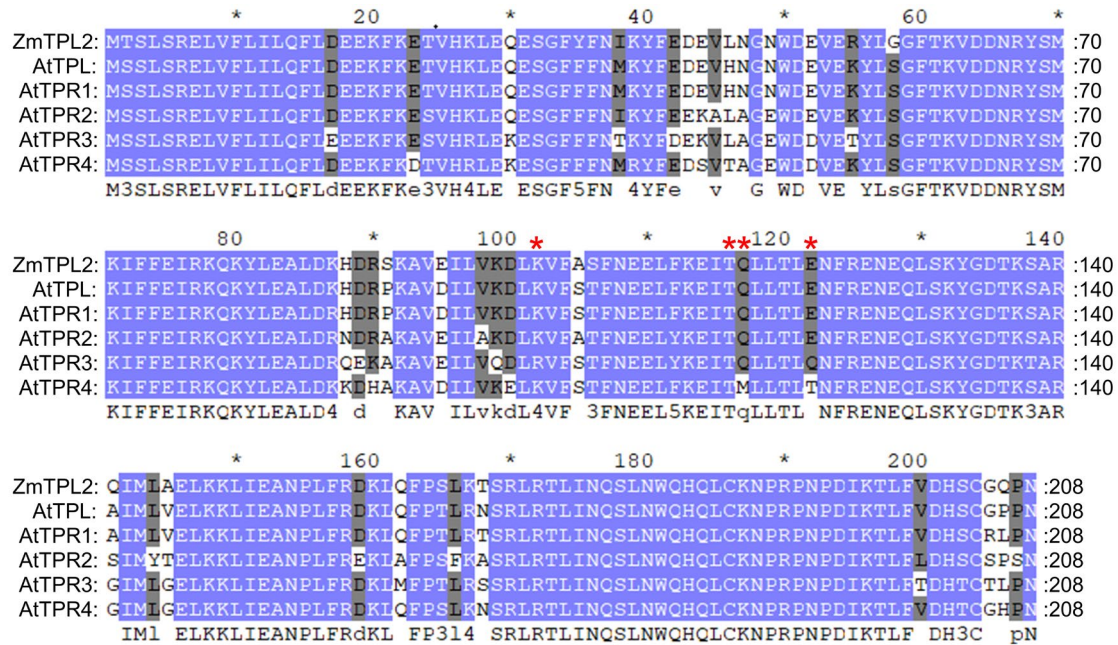 * 20 * 40 * 60 *
ZmTPL2: MTSLSRELVFLILQFLDEEKFKETVHKLEQESGFYFNIKYFEDEVLNGNWDEVERYLGGFTKVDDNRYSM :70
AtTPL: MSSLSRELVFLILQFLDEEKFKETVHKLEQESGFFFNMKYFEDEVHNGNWDEVEKYLSGFTKVDDNRYSM :70
AtTPR1: MSSLSRELVFLILQFLDEEKFKETVHKLEQESGFFFNMKYFEDEVHNGNWDEVEKYLSGFTKVDDNRYSM :70
AtTPR2: MSSLSRELVFLILQFLDEEKFKESVHKLEQESGFFFNIKYFEEKALAGEWDEVEKYLSGFTKVDDNRYSM :70
AtTPR3: MSSLSRELVFLILQFLEEEKFKESVHRLEKESGFFFNTKYFDEKVLAGEWDDVETYLSGFTKVDDNRYSM :70
AtTPR4: MSSLSRELVFLILQFLDEEKFKDTVHRLEKESGFFFNMRYFEDSVTAGEWDDVEKYLSGFTKVDDNRYSM :70
M3SLSRELVFLILQFLdEEKFKe3VH4LE ESGF5FN 4YFe v G WD VE YLsGFTKVDDNRYSM
80 * 100 * * ** 120 * * 140
ZmTPL2: KIFFEIRKQKYLEALDKHDRSKAVEILVKDLKVFASFNEELFKEITQLLTLENFRENEQLSKYGDTKSAR :140
AtTPL: KIFFEIRKQKYLEALDRHDRPKAVDILVKDLKVFSTFNEELFKEITQLLTLENFRENEQLSKYGDTKSAR :140
AtTPR1: KIFFEIRKQKYLEALDRHDRPKAVDILVKDLKVFSTFNEELFKEITQLLTLENFRENEQLSKYGDTKSAR :140
AtTPR2: KIFFEIRKQKYLEALDRNDRAKAVEILAKDLKVFATFNEELYKEITQLLTLENFRENEQLSKYGDTKSAR :140
AtTPR3: KIFFEIRKQKYLEALDRQEKAKAVEILVQDLRVFSTFNEELYKEITQLLTLQNFRENEQLSKYGDTKTAR :140
AtTPR4: KIFFEIRKQKYLEALDKKDHAKAVDILVKELKVFSTFNEELFKEITMLLTLTNFRENEQLSKYGDTKSAR :140
KIFFEIRKQKYLEALD4 d KAV ILvkdL4VF 3FNEEL5KEITqLLTL NFRENEQLSKYGDTK3AR
* 160 * 180 * 200
ZmTPL2: QIMLAELKKLIEANPLFRDKLQFPSLKTSRLRTLINQSLNWQHQLCKNPRPNPDIKTLFVDHSCGQPN :208
AtTPL: AIMLVELKKLIEANPLFRDKLQFPTLRNSRLRTLINQSLNWQHQLCKNPRPNPDIKTLFVDHSCGPPN :208
AtTPR1: AIMLVELKKLIEANPLFRDKLQFPTLRTSRLRTLINQSLNWQHQLCKNPRPNPDIKTLFVDHSCRLPN :208
AtTPR2: SIMYTELKKLIEANPLFREKLAFPSFKASRLRTLINQSLNWQHQLCKNPRPNPDIKTLFLDHSCSPSN :208
AtTPR3: GIMLGELKKLIEANPLFRDKLMFPTLRSSRLRTLINQSLNWQHQLCKNPRPNPDIKTLFTDHTCTLPN :208
AtTPR4: GIMLGELKKLIEANPLFRDKLQFPSLKNSRLRTLINQSLNWQHQLCKNPRPNPDIKTLFVDHTCGHPN :208
IMl ELKKLIEANPLFRdKL FP3l4 SRLRTLINQSLNWQHQLCKNPRPNPDIKTLF DH3C pN